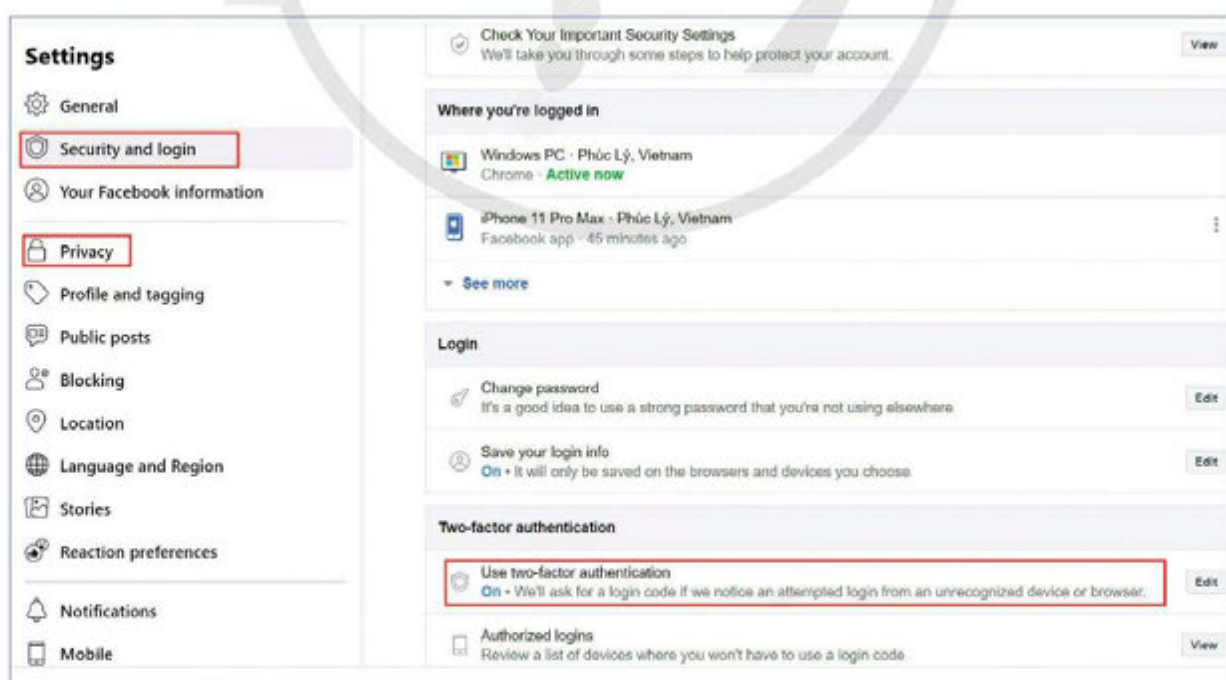 Settings
General
Security and login
Your Facebook information
Privacy
Profile and tagging
Public posts
Blocking
Location
Language and Region
Stories
Reaction preferences
Notifications
Mobile
Check Your Important Security Settings
We'll take you through some steps to help protect your account.
View
Where you're logged in
Windows PC · Phúc Lý, Vietnam
Chrome · Active now
iPhone 11 Pro Max · Phúc Lý, Vietnam
Facebook app · 45 minutes ago
See more
Login
Change password
It's a good idea to use a strong password that you're not using elsewhere
Edit
Save your login info
On • It will only be saved on the browsers and devices you choose
Edit
Two-factor authentication
Use two-factor authentication
On • We'll ask for a login code if we notice an attempted login from an unrecognized device or browser.
Edit
Authorized logins
Review a list of devices where you won't have to use a login code
View